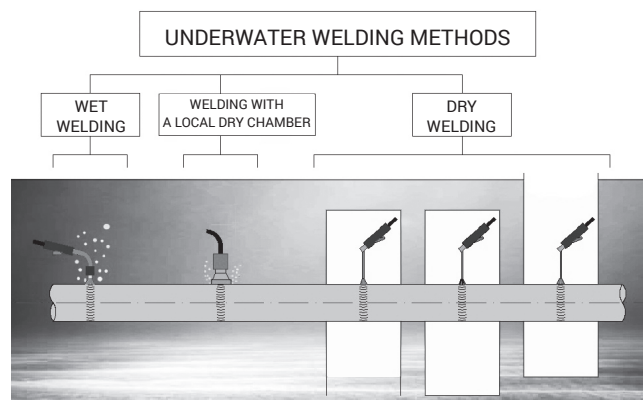 UNDERWATER WELDING METHODS
WET
WELDING
WELDING WITH
A LOCAL DRY CHAMBER
DRY
WELDING